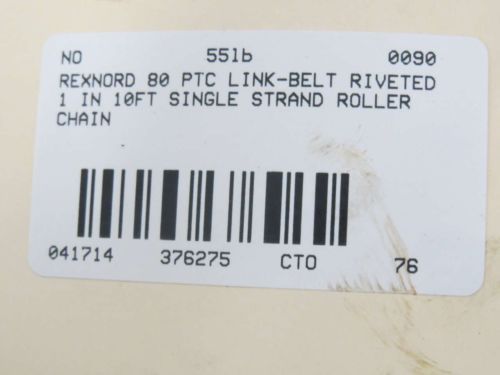 NO 55lb 0090
REXNORD 80 PTC LINK-BELT RIVETED
1 IN 10FT SINGLE STRAND ROLLER
CHAIN
041714 376275 CTO 76